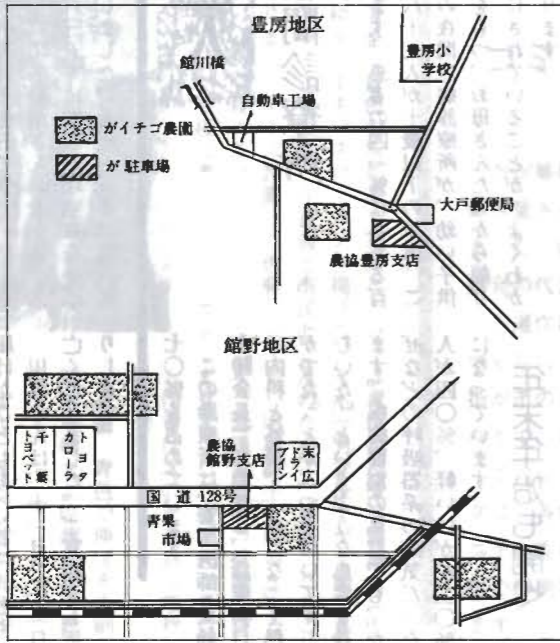 豊房地区
館川橋
豊房小
学校
自動車工場
がイチゴ農園
が 駐車場
大戸郵便局
農協豊房支店
館野地区
千葉
トヨペット
トヨタ
カローラ
農協
館野支店
末広
ドライブイン
国道128号
青果
市場